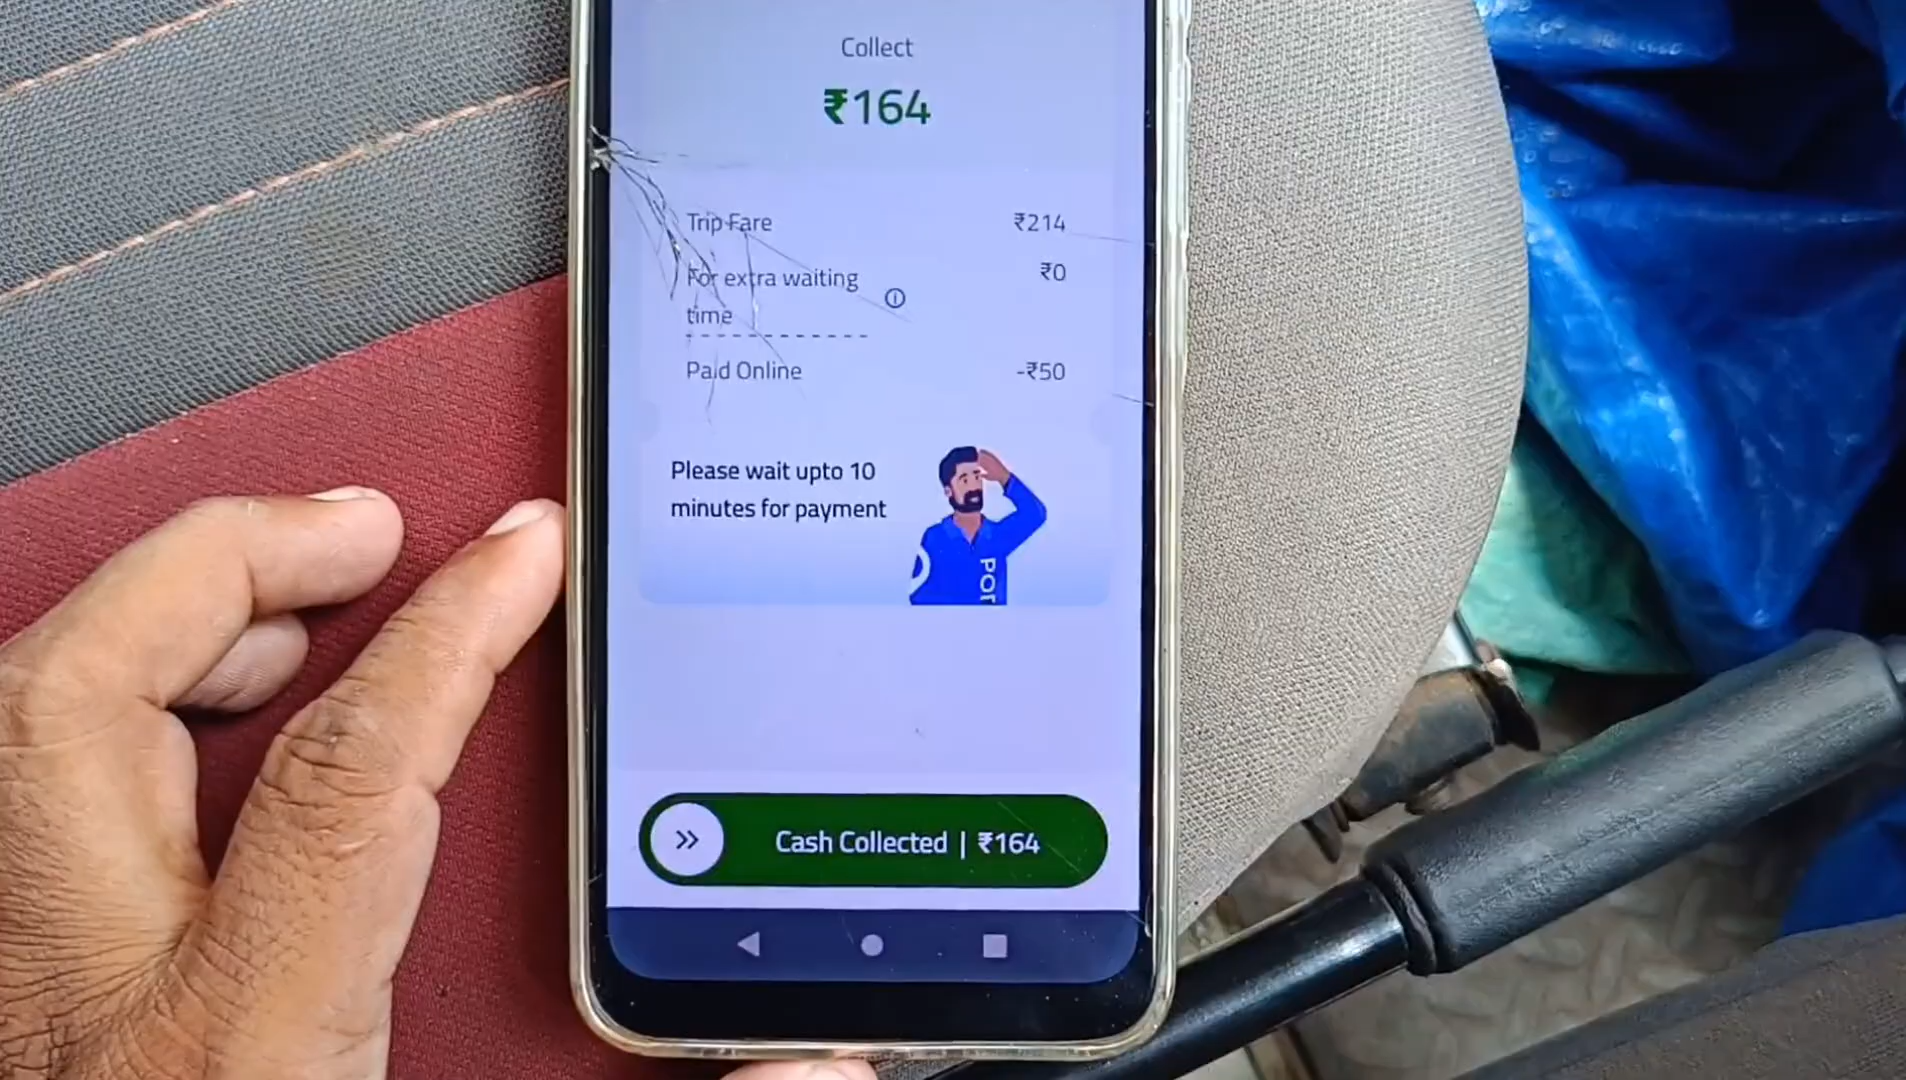 Collect
₹164
Trip Fare ₹214
For extra waiting ₹0
time
Paid Online -₹50
Please wait upto 10
minutes for payment
POR
Cash Collected | ₹164